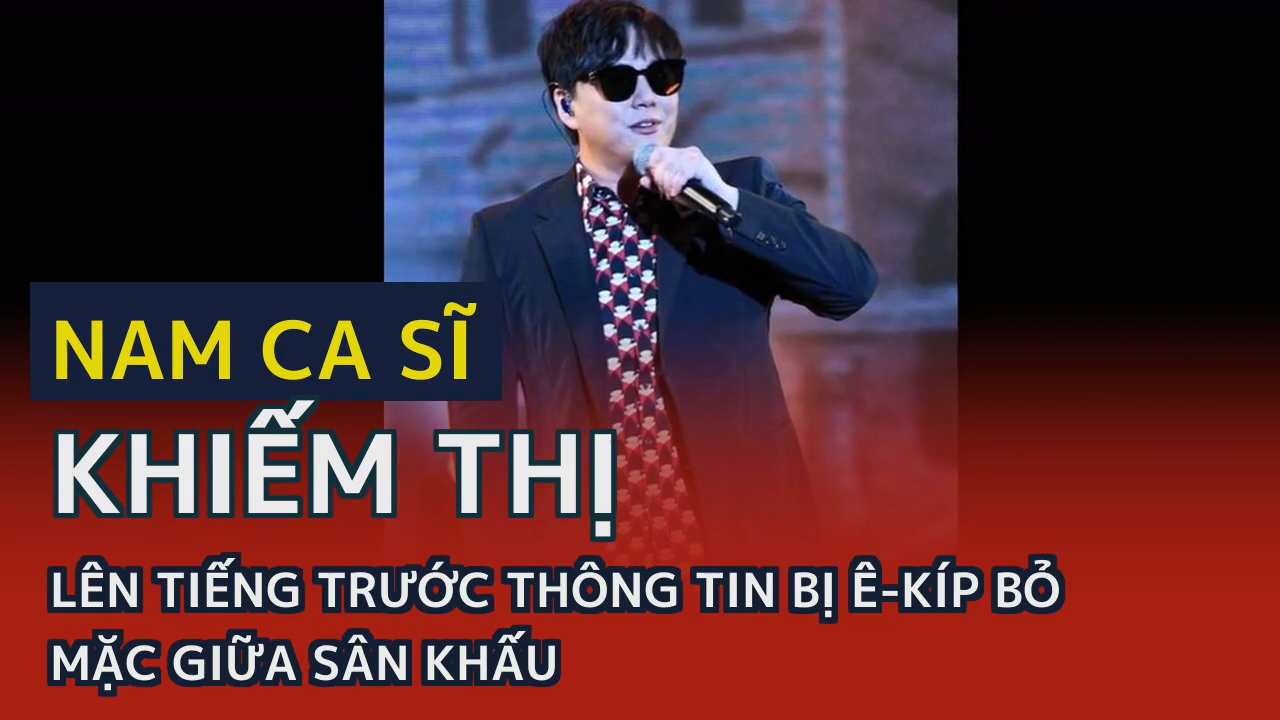 NAM CA SĨ
KHIẾM THỊ
LÊN TIẾNG TRƯỚC THÔNG TIN BỊ Ê-KÍP BỎ
MẶC GIỮA SÂN KHẤU